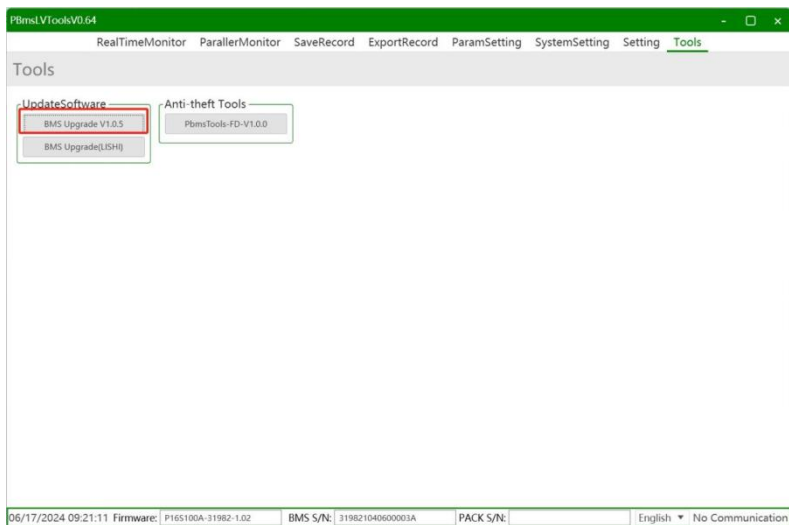 PBmsLVToolsV0.64
RealTimeMonitor ParallerMonitor SaveRecord ExportRecord ParamSetting SystemSetting Setting Tools
Tools
UpdateSoftware Anti-theft Tools
BMS Upgrade V1.0.5 PbmsTools-FD-V1.0.0
BMS Upgrade(LISHI)
06/17/2024 09:21:11 Firmware: P16S100A-31982-1.02 BMS S/N: 319821040600003A PACK S/N: English No Communication